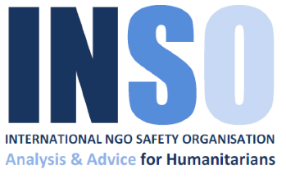 INSO
INTERNATIONAL NGO SAFETY ORGANISATION
Analysis & Advice for Humanitarians